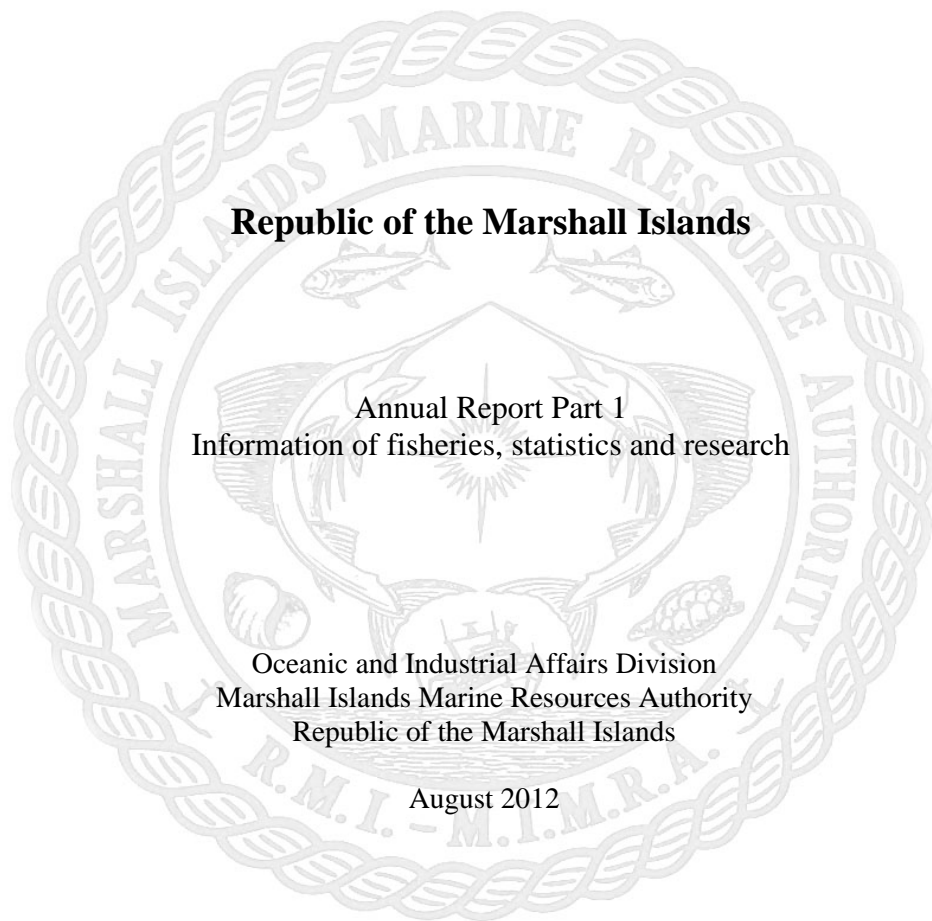 MARSHALL ISLANDS MARINE RESOURCE AUTHORITY
Republic of the Marshall Islands
Annual Report Part 1
Information of fisheries, statistics and research
Oceanic and Industrial Affairs Division
Marshall Islands Marine Resources Authority
Republic of the Marshall Islands
August 2012
R.M.I. - M.I.M.R.A.